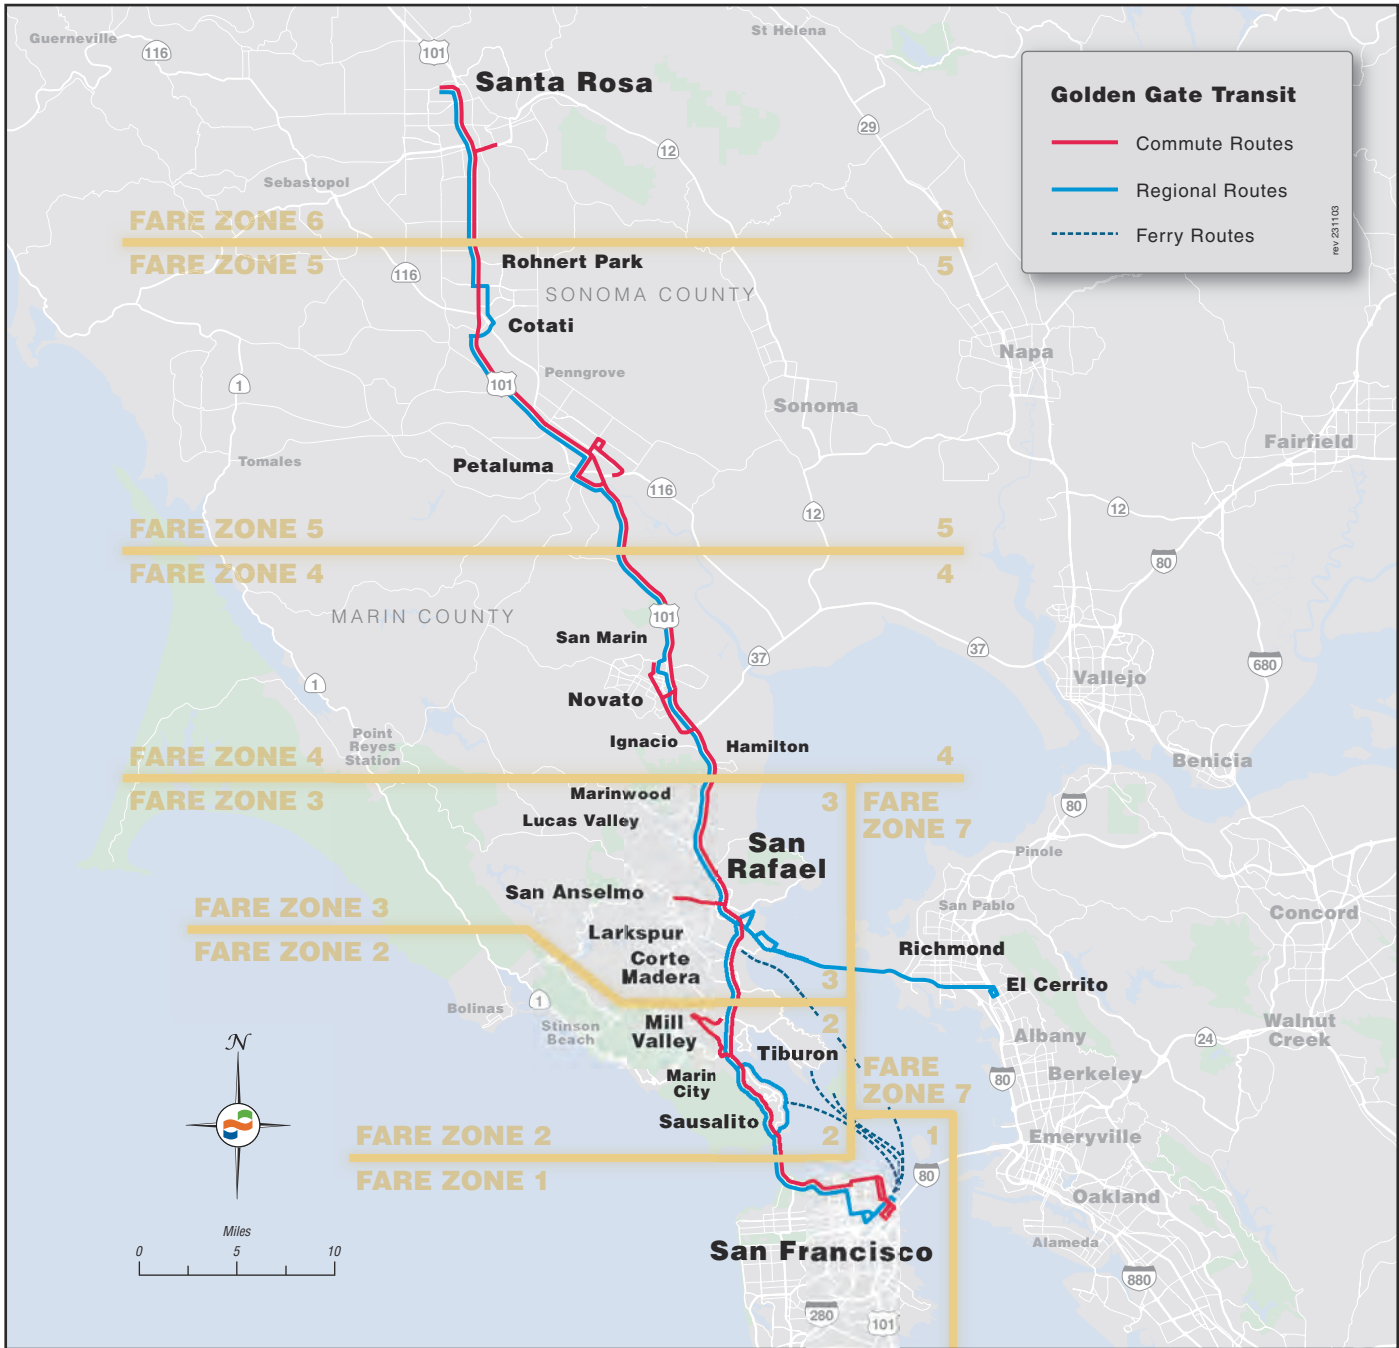 Guerneville
116
101
St Helena
Santa Rosa
Golden Gate Transit
Commute Routes
Regional Routes
Ferry Routes
rev 231103
29
12
Sebastopol
FARE ZONE 6
6
FARE ZONE 5
5
116
Rohnert Park
SONOMA COUNTY
Cotati
Napa
1
101
Penngrove
Sonoma
Fairfield
Tomales
Petaluma
116
12
12
FARE ZONE 5
5
FARE ZONE 4
4
80
MARIN COUNTY
101
San Marin
37
37
680
1
Vallejo
Novato
Point
Reyes
Station
Ignacio
Hamilton
Benicia
FARE ZONE 4
4
FARE ZONE 3
3
FARE
ZONE 7
Marinwood
80
Lucas Valley
San
Rafael
Pinole
San Anselmo
San Pablo
FARE ZONE 3
Concord
Larkspur
FARE ZONE 2
Richmond
Corte
Madera
3
El Cerrito
Bolinas
1
Stinson
Beach
Mill
Valley
2
Albany
Walnut
Creek
24
Tiburon
FARE
ZONE 7
80
Berkeley
Marin
City
N
Sausalito
FARE ZONE 2
2
1
Emeryville
FARE ZONE 1
80
Oakland
Miles
0 5 10
San Francisco
Alameda
880
280
101